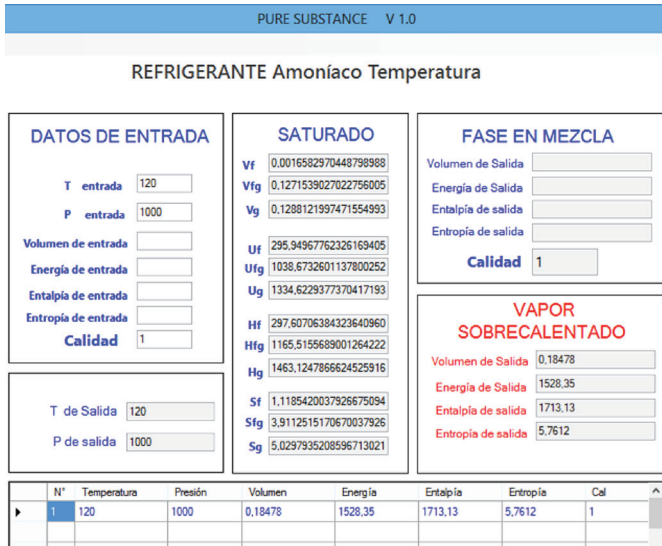 PURE SUBSTANCE V 1.0
REFRIGERANTE Amoníaco Temperatura
DATOS DE ENTRADA
T entrada 120
P entrada 1000
Volumen de entrada
Energía de entrada
Entalpía de entrada
Entropía de entrada
Calidad 1
T de Salida 120
P de salida 1000
SATURADO
Vf 0,0016582970448798988
Vfg 0,1271539027022756005
Vg 0,1288121997471554993
Uf 295,94967762326169405
Ufg 1038,6732601137800252
Ug 1334,6229377370417193
Hf 297,60706384323640960
Hfg 1165,5155689001264222
Hg 1463,1247866624525916
Sf 1,1185420037926675094
Sfg 3,9112515170670037926
Sg 5,0297935208596713021
FASE EN MEZCLA
Volumen de Salida
Energía de Salida
Entalpía de salida
Entropía de salida
Calidad 1
VAPOR
SOBRECALENTADO
Volumen de Salida 0,18478
Energía de Salida 1528,35
Entalpía de salida 1713,13
Entropía de salida 5,7612
N° Temperatura Presión Volumen Energía Entalpía Entropía Cal
1 120 1000 0,18478 1528,35 1713,13 5,7612 1